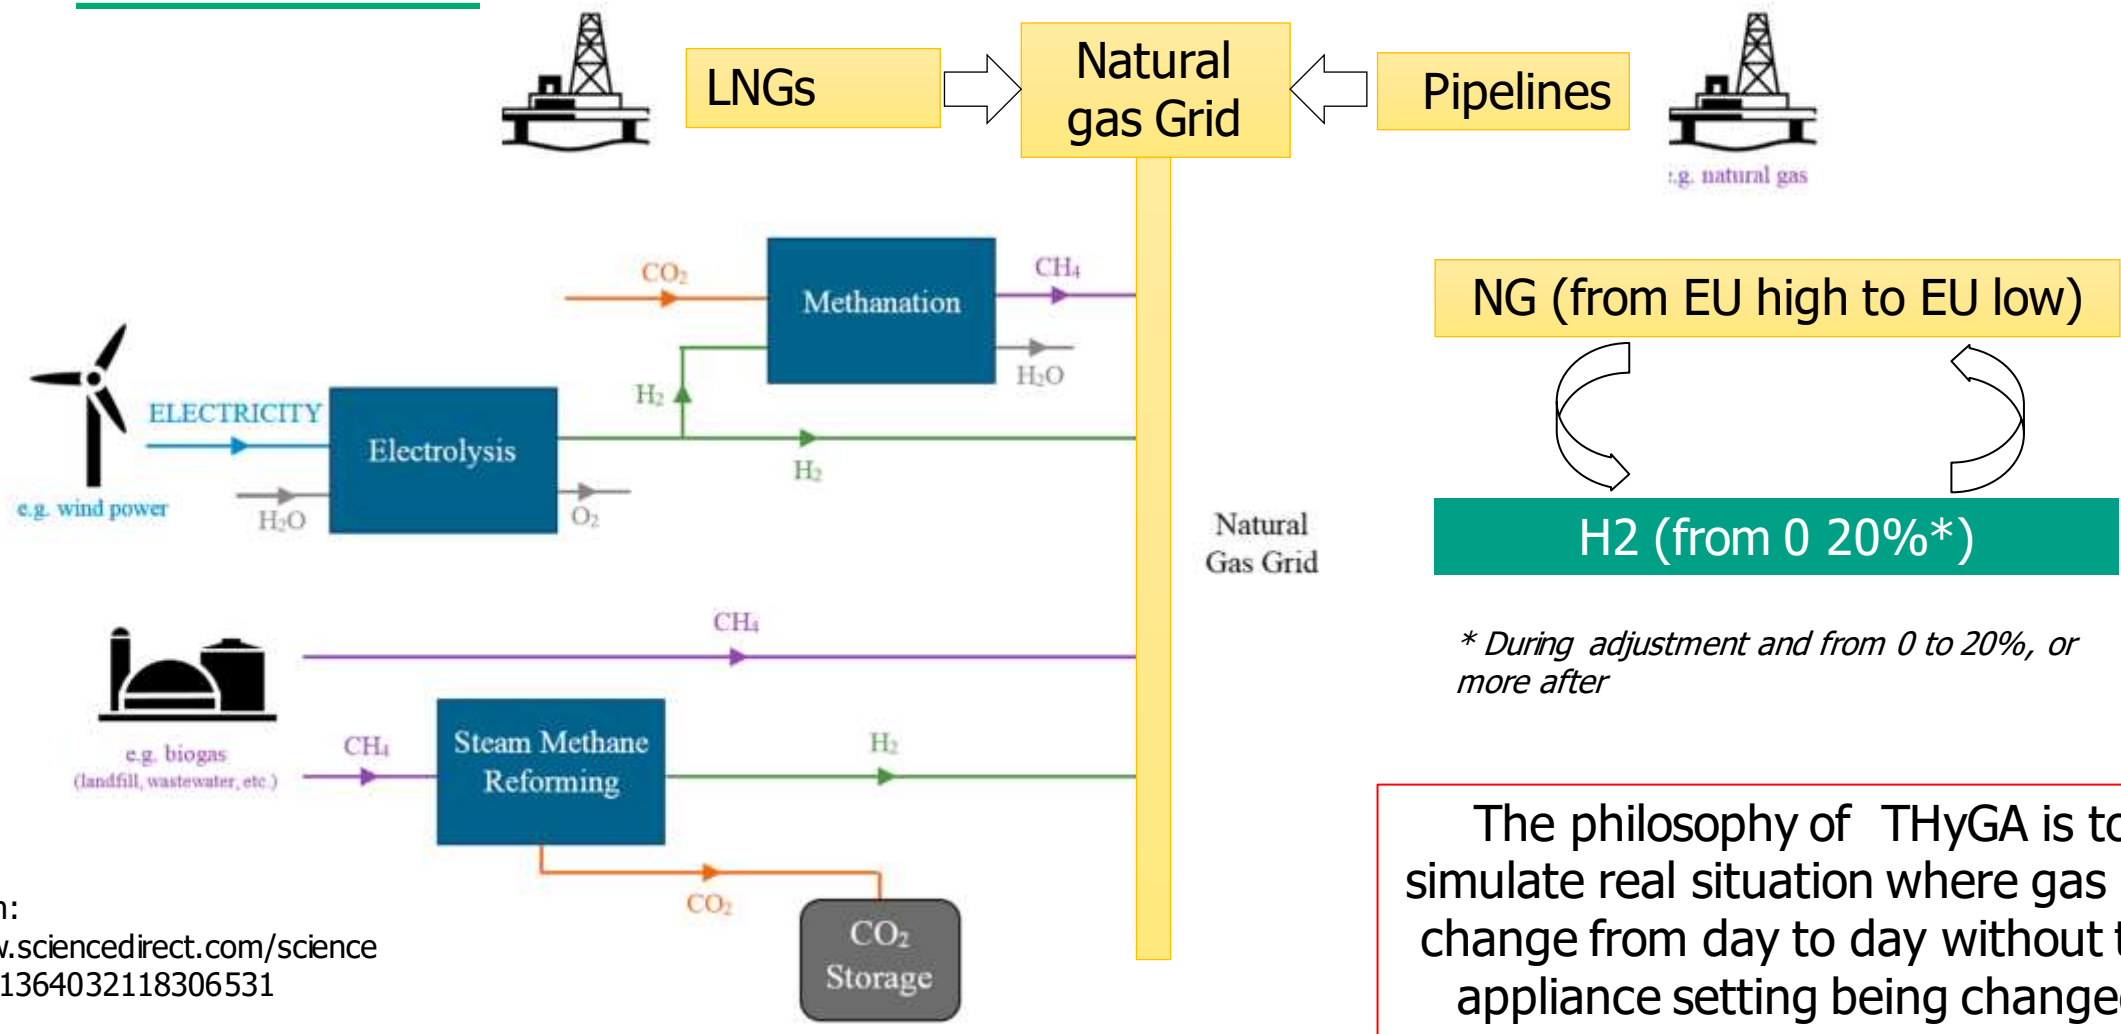 LNGs
Natural
gas Grid
Pipelines
e.g. natural gas
CO₂
Methanation
CH₄
H₂O
H₂
ELECTRICITY
Electrolysis
H₂
e.g. wind power
H₂O
O₂
Natural
Gas Grid
NG (from EU high to EU low)
H2 (from 0 20%*)
* During adjustment and from 0 to 20%, or
more after
CH₄
e.g. biogas
(landfill, wastewater, etc.)
CH₄
Steam Methane
Reforming
H₂
CO₂
CO₂
Storage
.sciencedirect.com/science
1364032118306531
The philosophy of THyGA is to
simulate real situation where gas
change from day to day without
appliance setting being changed